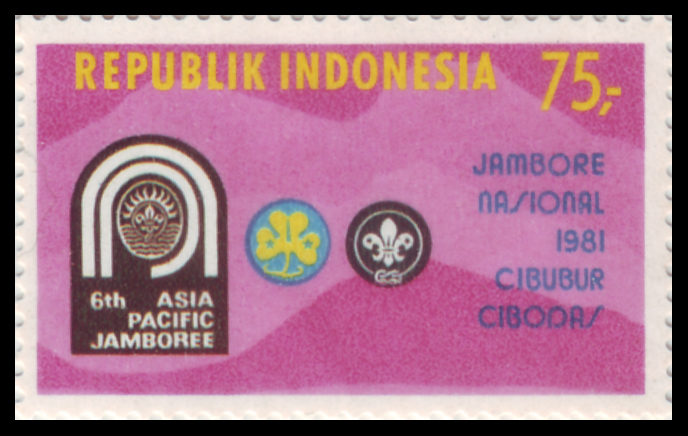 REPUBLIK INDONESIA 75,-
6th ASIA
PACIFIC
JAMBOREE
JAMBORE
NASIONAL
1981
CIBUBUR
CIBODAS